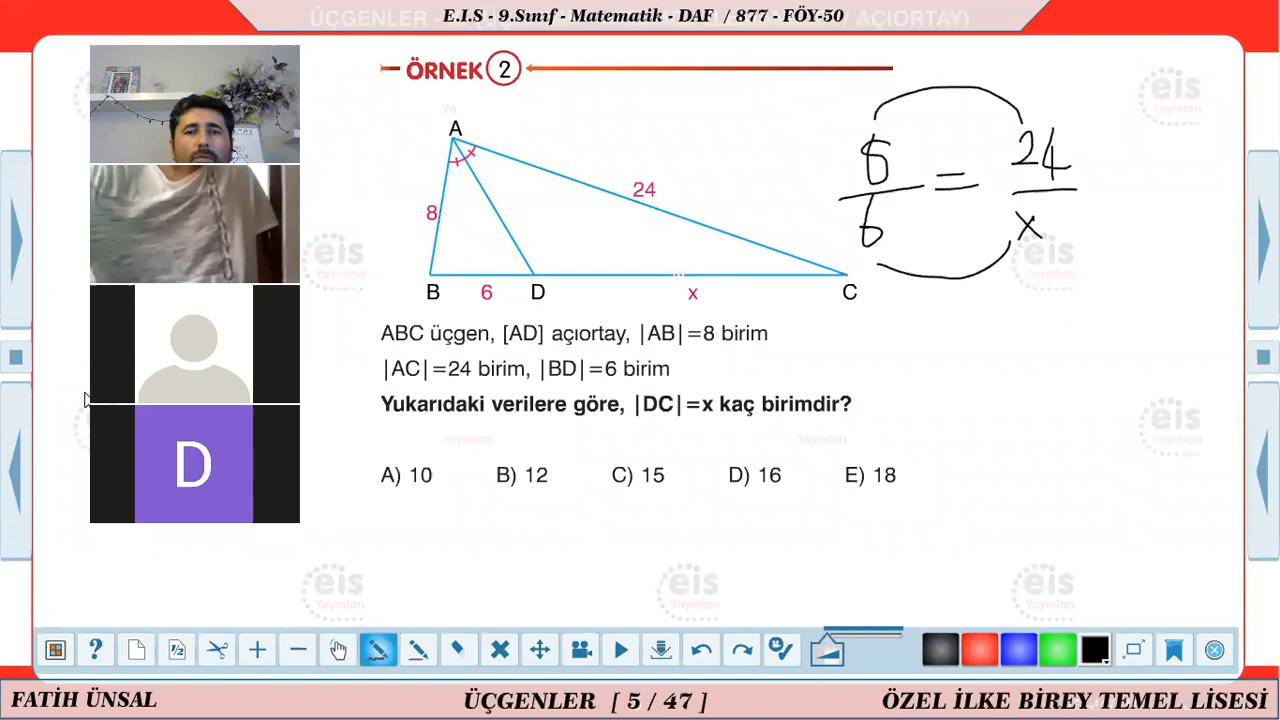 E.I.S - 9.Sınıf - Matematik - DAF / 877 - FÖY-50
ÖRNEK 2
A
8
24
B
6
D
x
C
8/6 = 24/x
ABC üçgen, [AD] açıortay, |AB|=8 birim
|AC|=24 birim, |BD|=6 birim
Yukarıdaki verilere göre, |DC|=x kaç birimdir?
A) 10 B) 12 C) 15 D) 16 E) 18
D
eis
Yayınları
FATİH ÜNSAL
ÜÇGENLER [ 5 / 47 ]
ÖZEL İLKE BİREY TEMEL LİSESİ